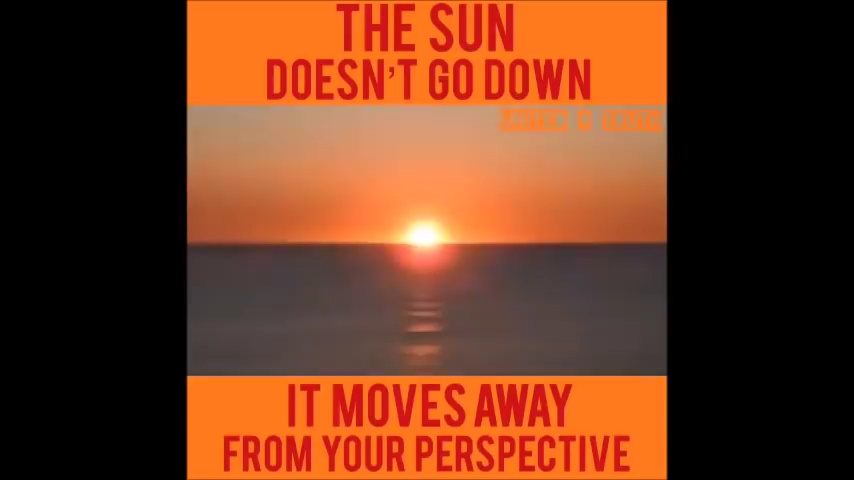 THE SUN
DOESN'T GO DOWN
IT MOVES AWAY
FROM YOUR PERSPECTIVE